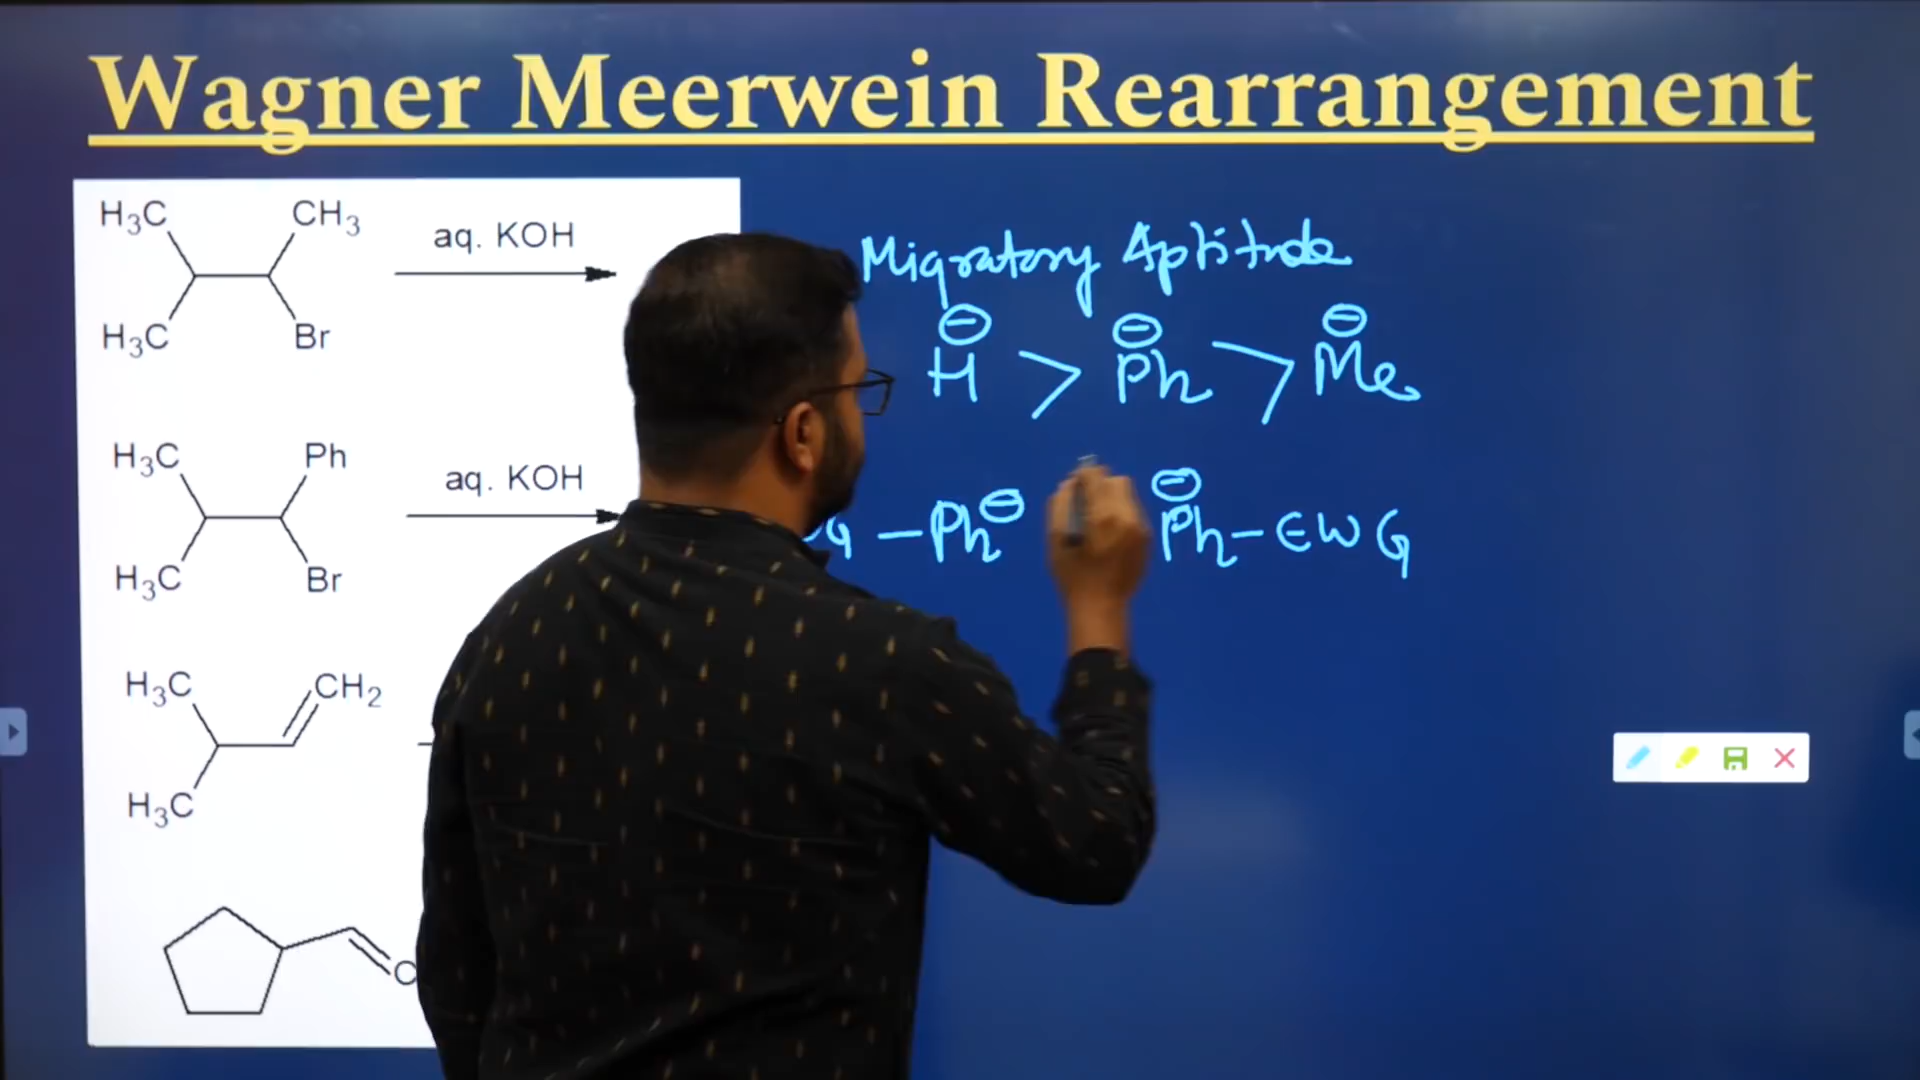 Wagner Meerwein Rearrangement
H₃C CH₃
aq. KOH
H₃C Br
Migratory Aptitude
H⊖ > Ph⊖ > Me⊖
H₃C Ph
aq. KOH
H₃C Br
G – Ph⊖ Ph⊖ – EWG
H₃C CH₂
H₃C